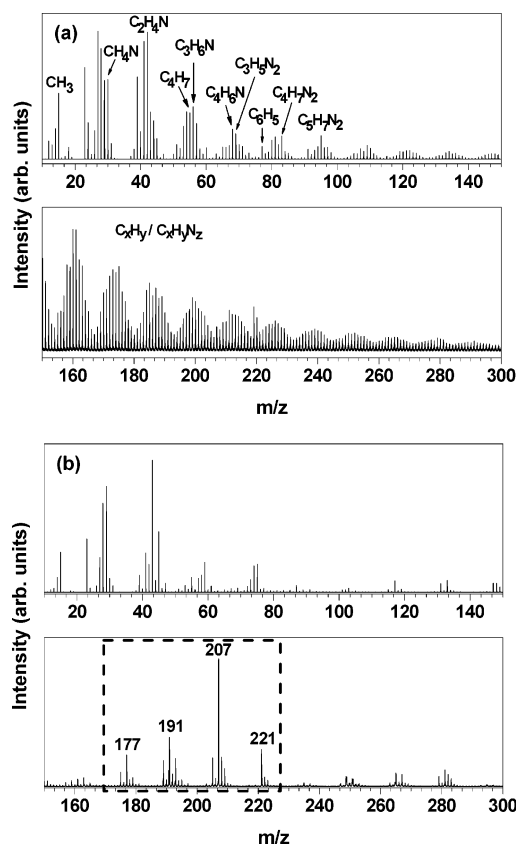 (a)
C2H4N
CH4N
C3H6N
C3H5N2
CH3
C4H7
C4H6N
C4H7N2
C6H5
C5H7N2
20 40 60 80 100 120 140
CxHy / CxHyNz
160 180 200 220 240 260 280 300
m/z
Intensity (arb. units)
(b)
20 40 60 80 100 120 140
207
191
177
221
160 180 200 220 240 260 280 300
m/z
Intensity (arb. units)